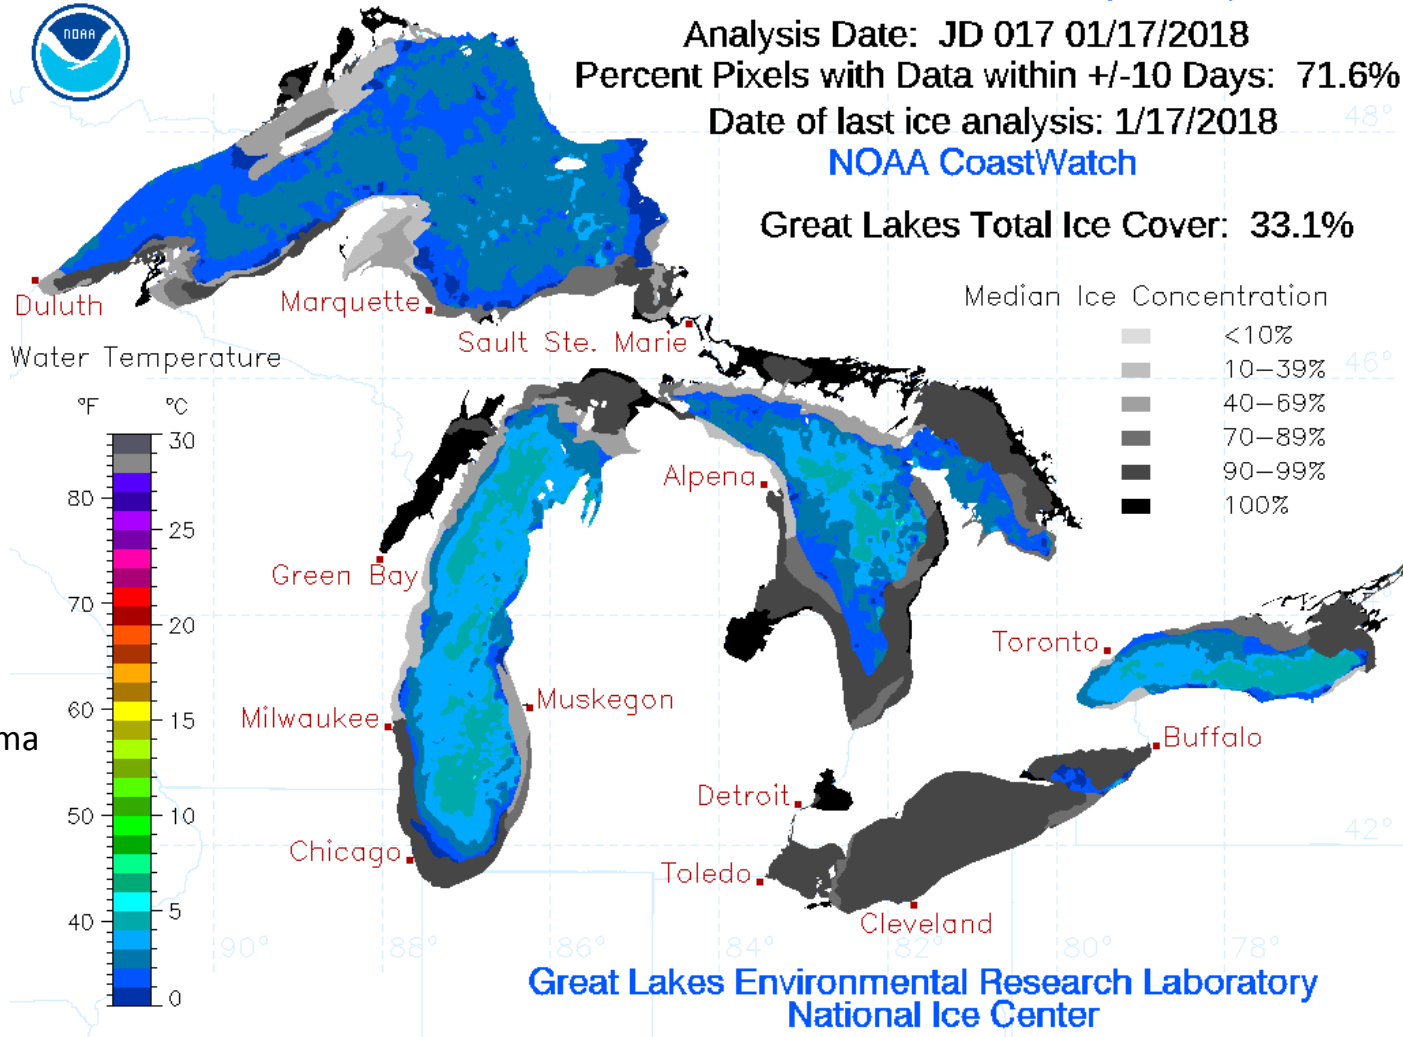 NOAA
Analysis Date: JD 017 01/17/2018
Percent Pixels with Data within +/-10 Days: 71.6%
Date of last ice analysis: 1/17/2018
NOAA CoastWatch
48°
Great Lakes Total Ice Cover: 33.1%
Median Ice Concentration
<10%
10–39%
40–69%
70–89%
90–99%
100%
46°
Duluth
Marquette
Sault Ste. Marie
Water Temperature
°F °C
30
80
25
70
20
60
15
50
10
40
5
0
Alpena
Green Bay
Toronto
Muskegon
Milwaukee
ma
Buffalo
Detroit
Chicago
Toledo
Cleveland
42°
90° 88° 86° 84° 82° 80° 78°
Great Lakes Environmental Research Laboratory
National Ice Center